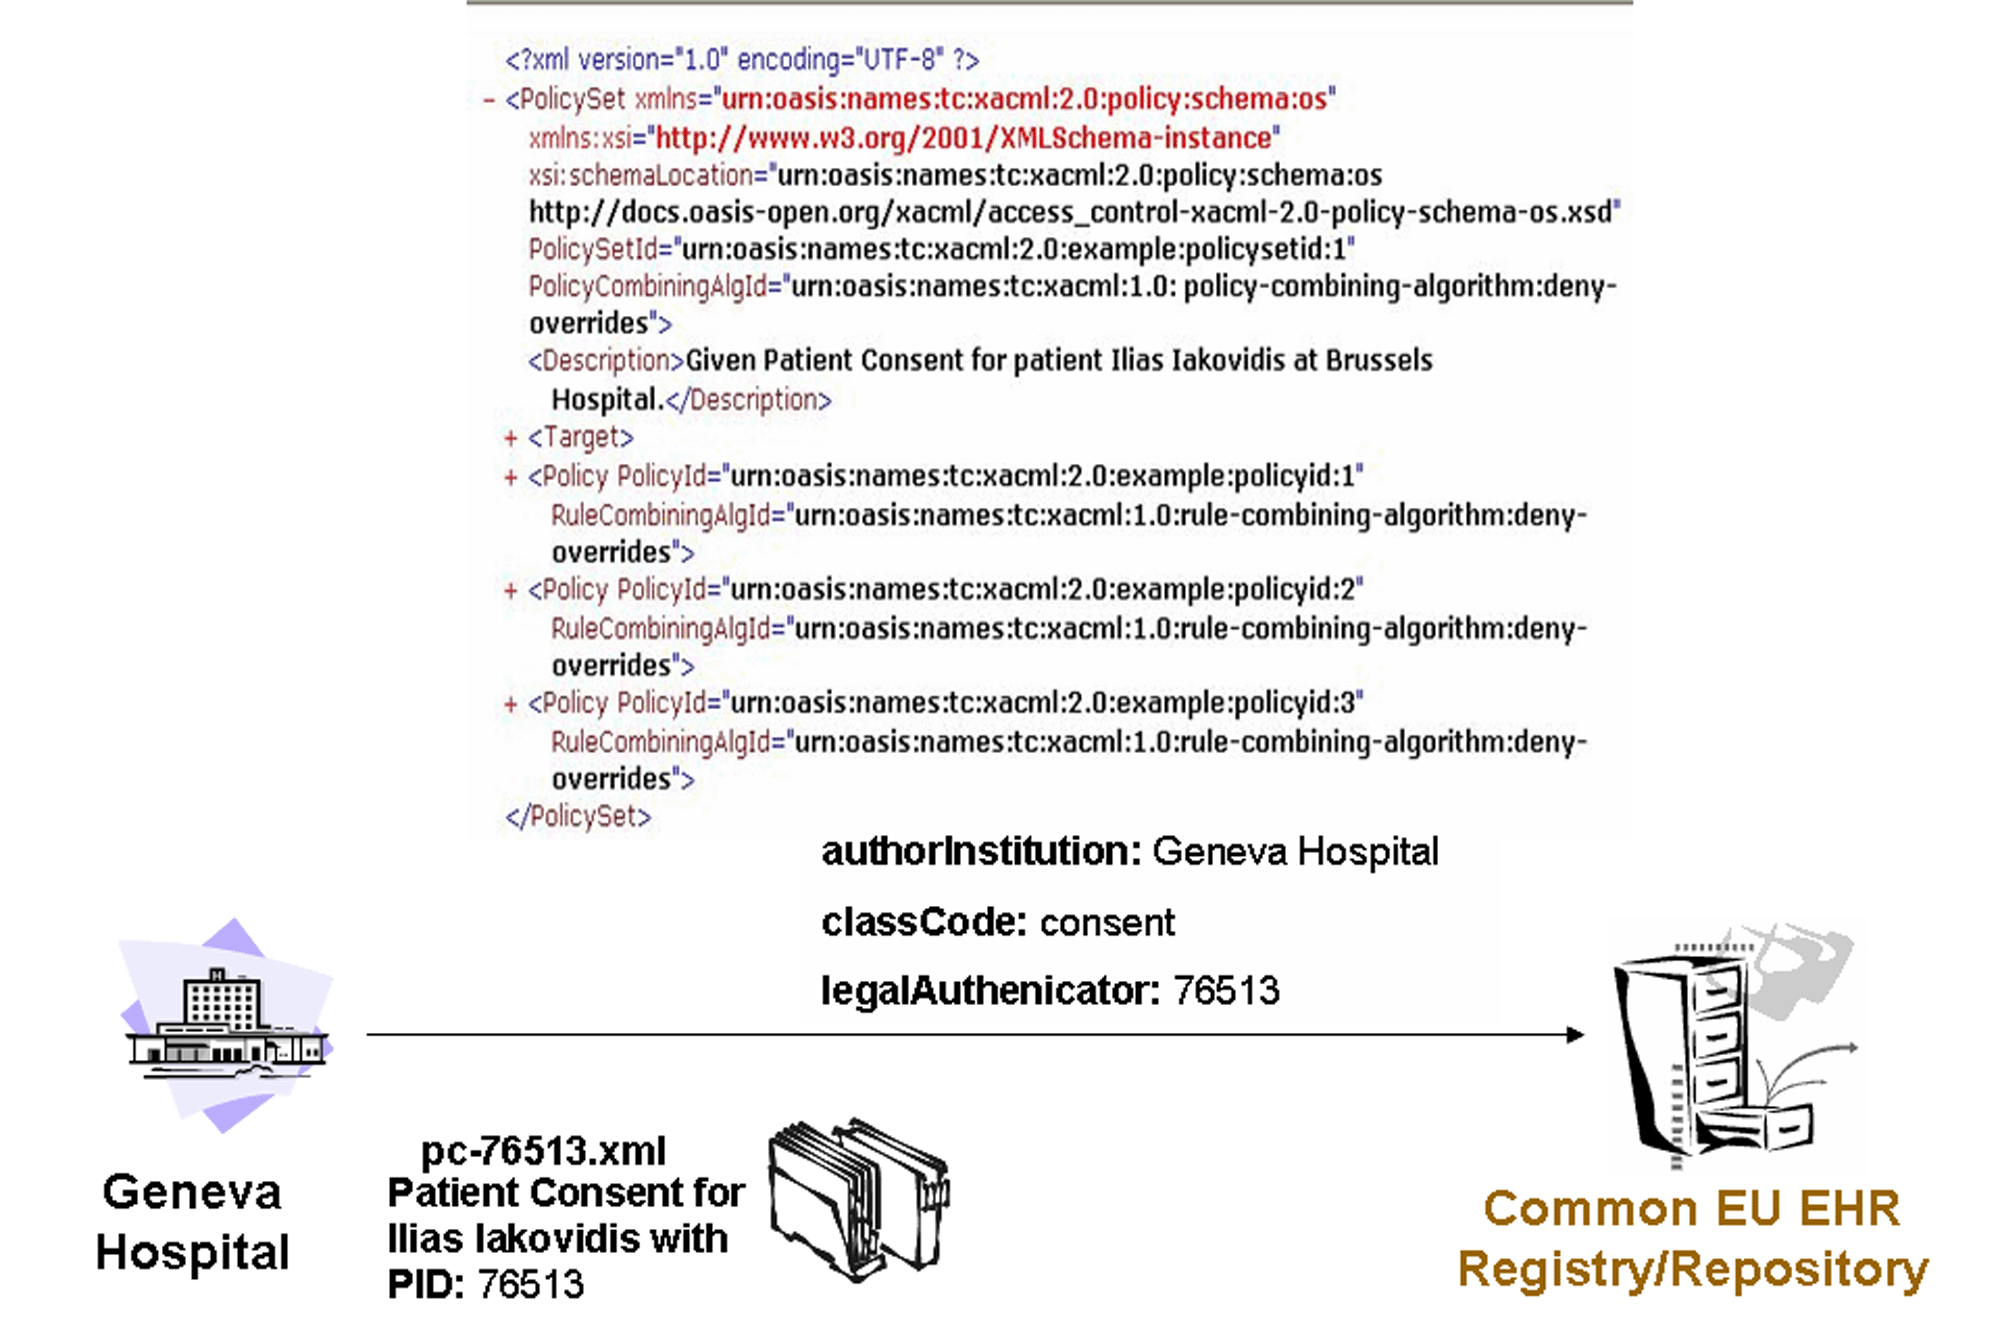 <?xml version="1.0" encoding="UTF-8" ?>
- <PolicySet xmlns="urn:oasis:names:tc:xacml:2.0:policy:schema:os"
xmlns:xsi="http://www.w3.org/2001/XMLSchema-instance"
xsi:schemaLocation="urn:oasis:names:tc:xacml:2.0:policy:schema:os
http://docs.oasis-open.org/xacml/access_control-xacml-2.0-policy-schema-os.xsd"
PolicySetId="urn:oasis:names:tc:xacml:2.0:example:policysetid:1"
PolicyCombiningAlgId="urn:oasis:names:tc:xacml:1.0: policy-combining-algorithm:deny-
overrides">
<Description>Given Patient Consent for patient Ilias Iakovidis at Brussels
Hospital.</Description>
+ <Target>
+ <Policy PolicyId="urn:oasis:names:tc:xacml:2.0:example:policyid:1"
RuleCombiningAlgId="urn:oasis:names:tc:xacml:1.0:rule-combining-algorithm:deny-
overrides">
+ <Policy PolicyId="urn:oasis:names:tc:xacml:2.0:example:policyid:2"
RuleCombiningAlgId="urn:oasis:names:tc:xacml:1.0:rule-combining-algorithm:deny-
overrides">
+ <Policy PolicyId="urn:oasis:names:tc:xacml:2.0:example:policyid:3"
RuleCombiningAlgId="urn:oasis:names:tc:xacml:1.0:rule-combining-algorithm:deny-
overrides">
</PolicySet>
authorInstitution: Geneva Hospital
classCode: consent
legalAuthenicator: 76513
H
Geneva
Hospital
pc-76513.xml
Patient Consent for
Ilias Iakovidis with
PID: 76513
Common EU EHR
Registry/Repository